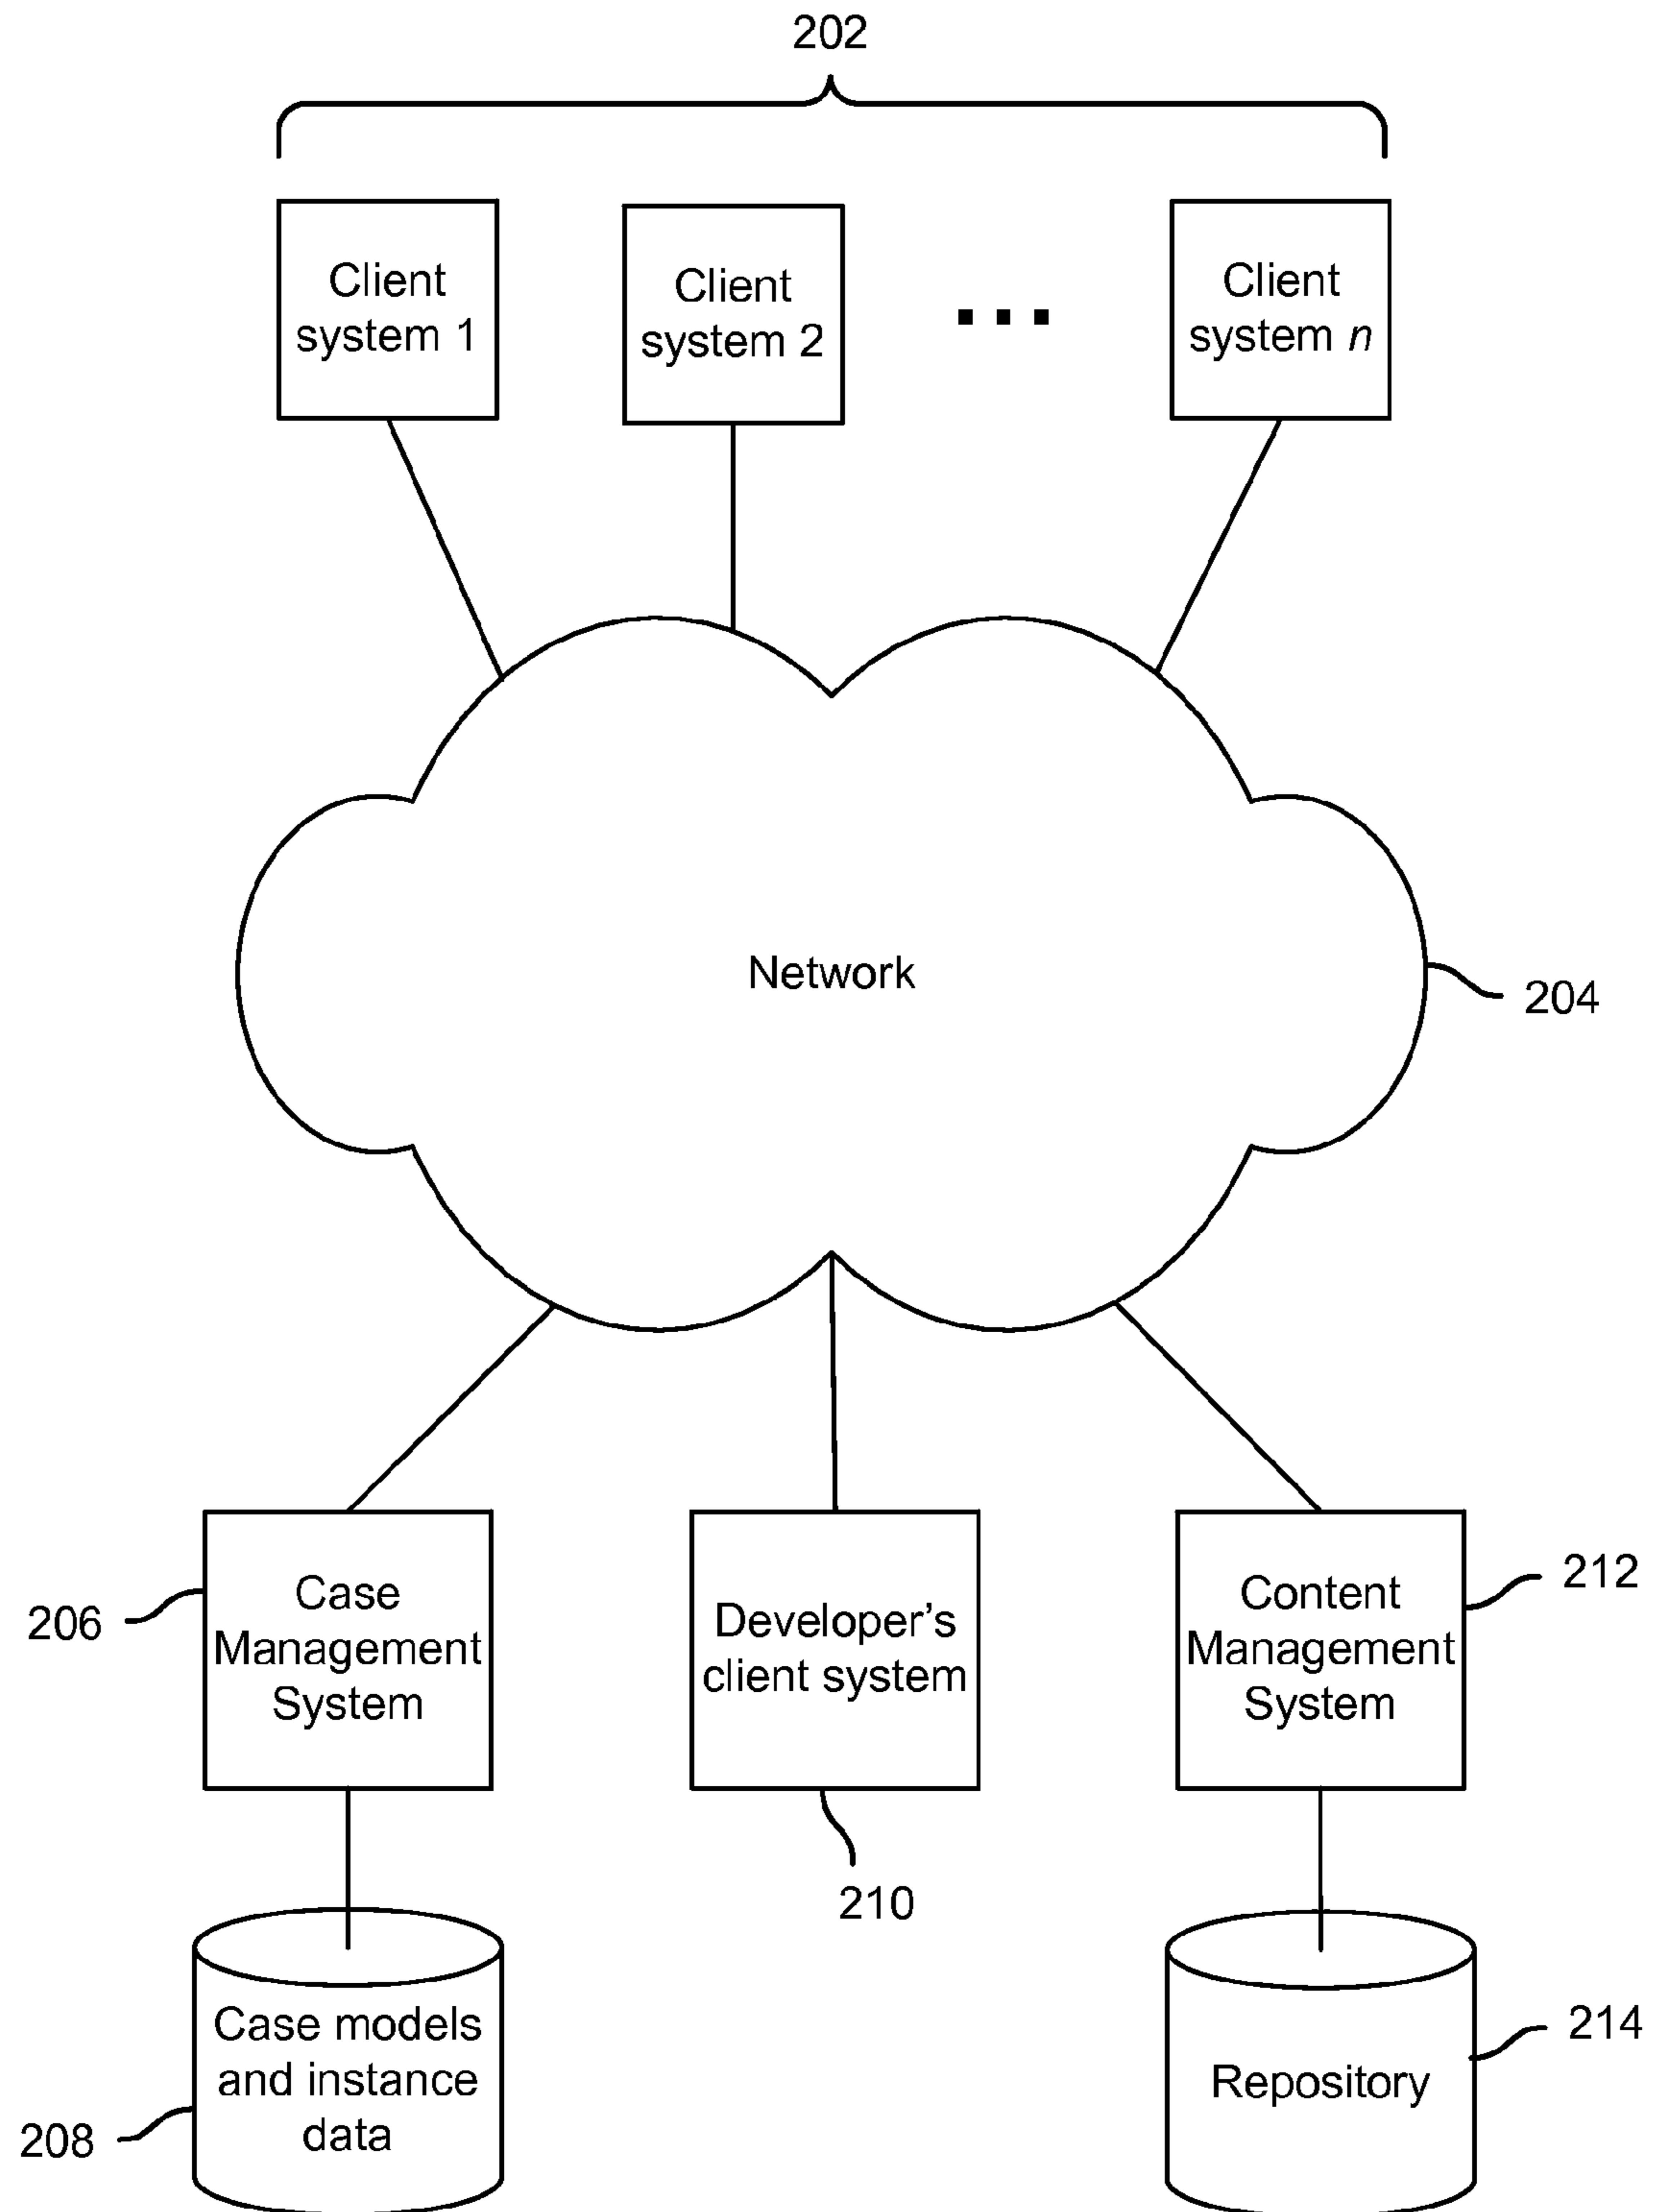 202
Client
system 1
Client
system 2
...
Client
system n
Network
204
206
Case
Management
System
Developer’s
client system
210
Content
Management
System
212
Case models
and instance
data
208
Repository
214